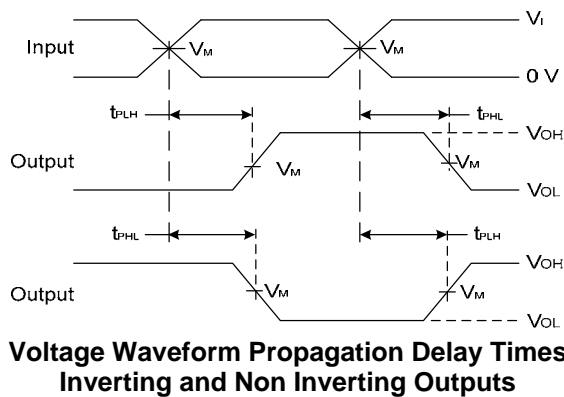 Input VM VM VI
0 V
tPLH tPHL
VOH
Output VM VM
VOL
tPHL tPLH
VOH
Output VM VM
VOL
Voltage Waveform Propagation Delay Times
Inverting and Non Inverting Outputs